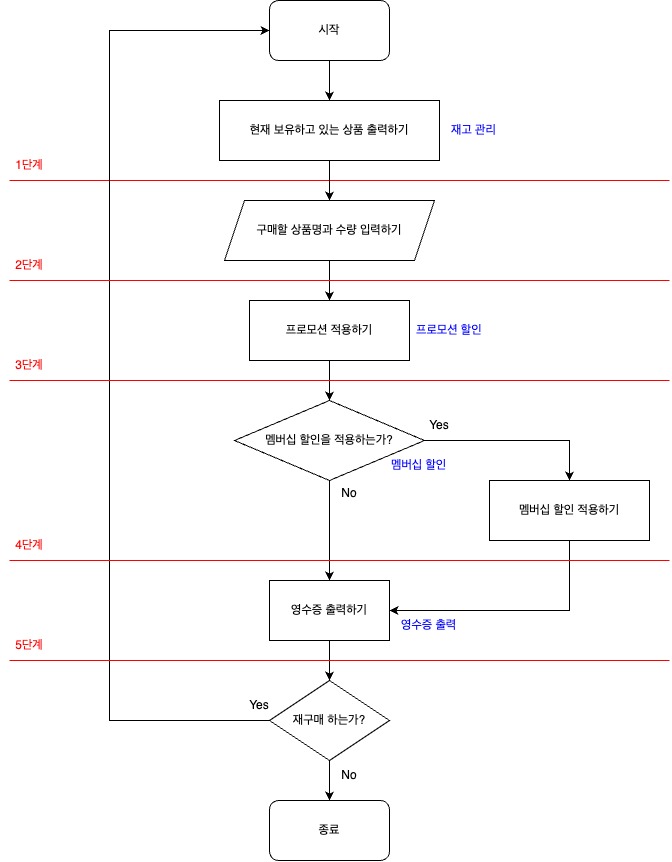 시작
현재 보유하고 있는 상품 출력하기
재고 관리
1단계
구매할 상품명과 수량 입력하기
2단계
프로모션 적용하기
프로모션 할인
3단계
멤버십 할인을 적용하는가?
Yes
멤버십 할인
No
멤버십 할인 적용하기
4단계
영수증 출력하기
영수증 출력
5단계
Yes
재구매 하는가?
No
종료